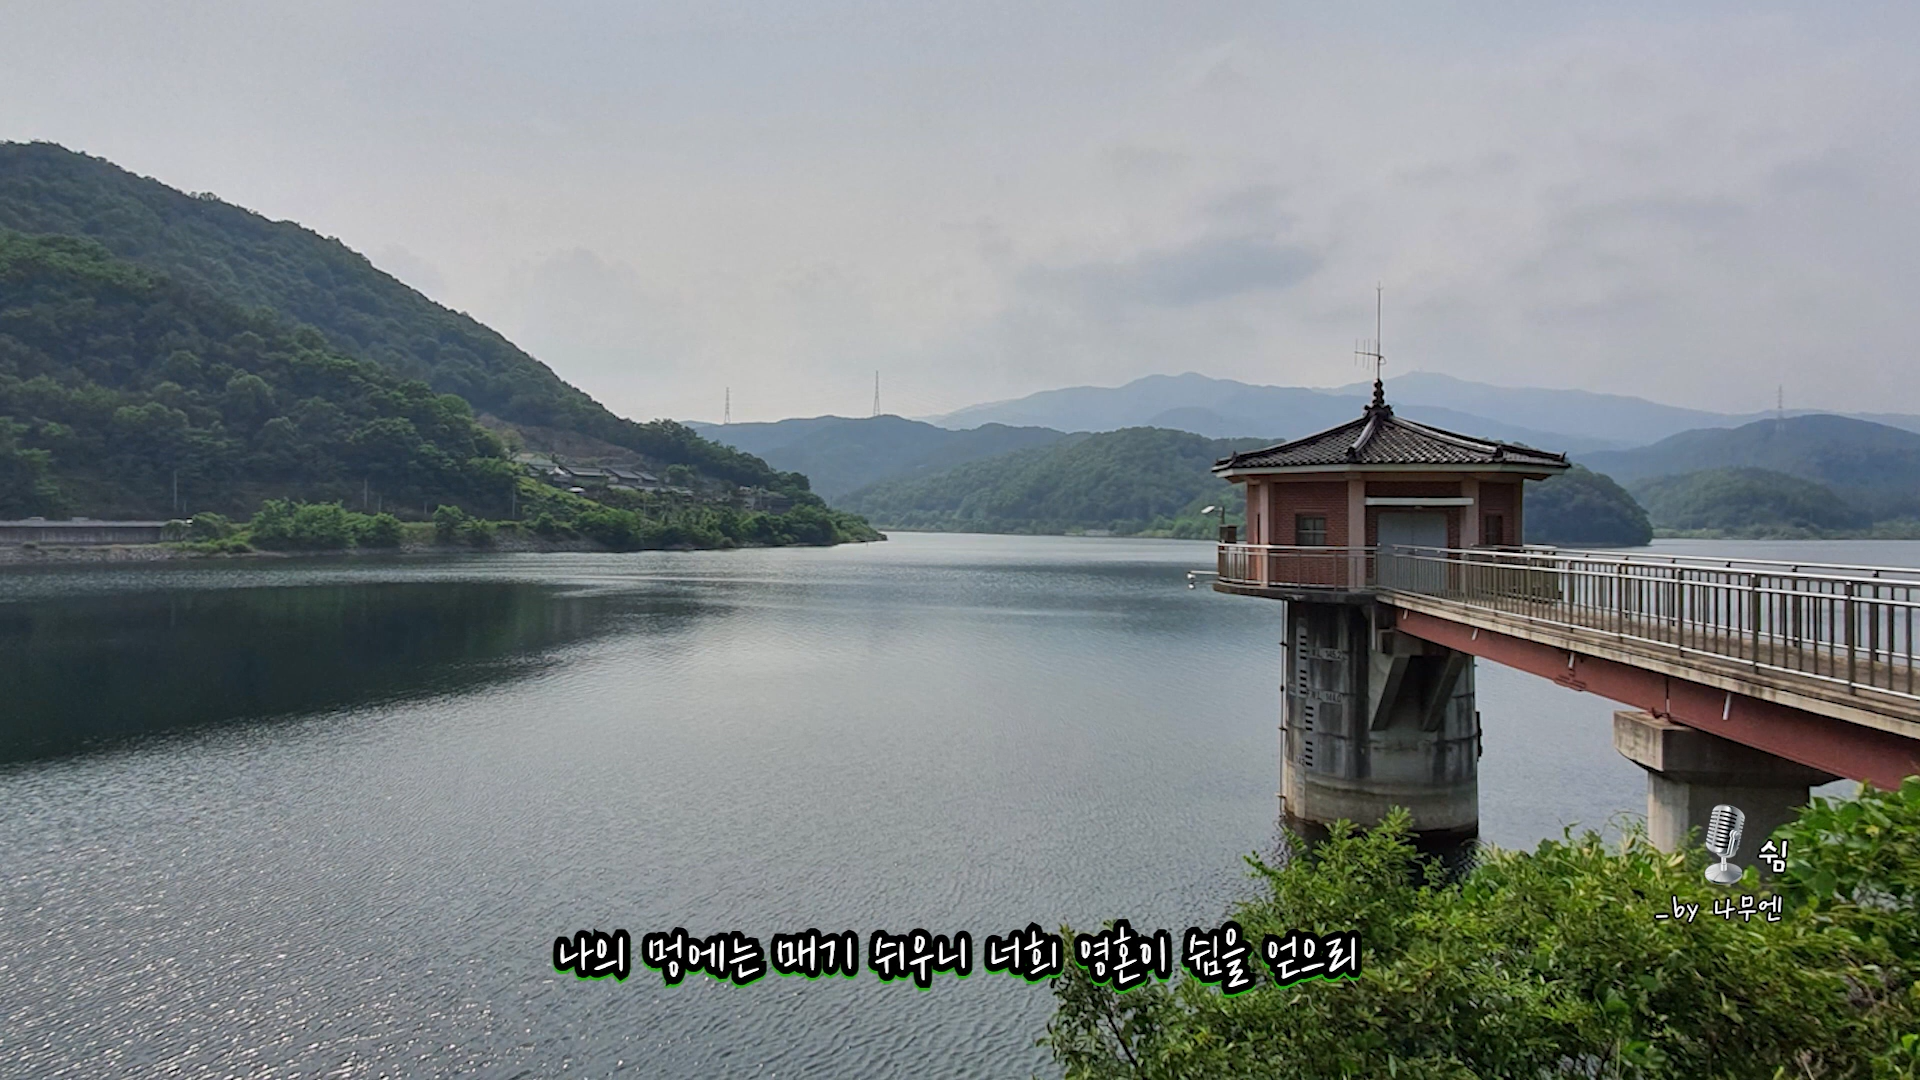 쉼
_by 나무엔
나의 멍에는 매기 쉬우니 너희 영혼이 쉼을 얻으리